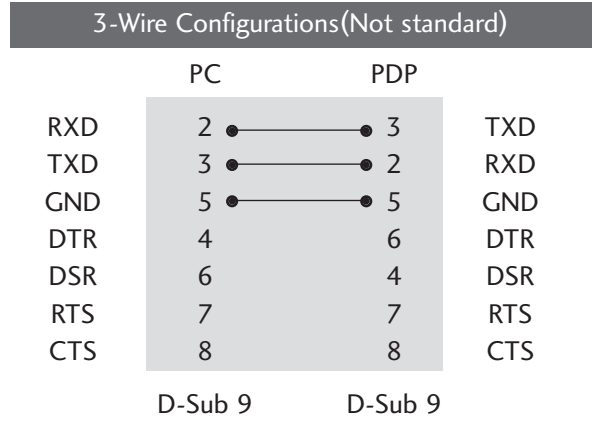 3-Wire Configurations(Not standard)
PC PDP
RXD 2 3 TXD
TXD 3 2 RXD
GND 5 5 GND
DTR 4 6 DTR
DSR 6 4 DSR
RTS 7 7 RTS
CTS 8 8 CTS
D-Sub 9 D-Sub 9